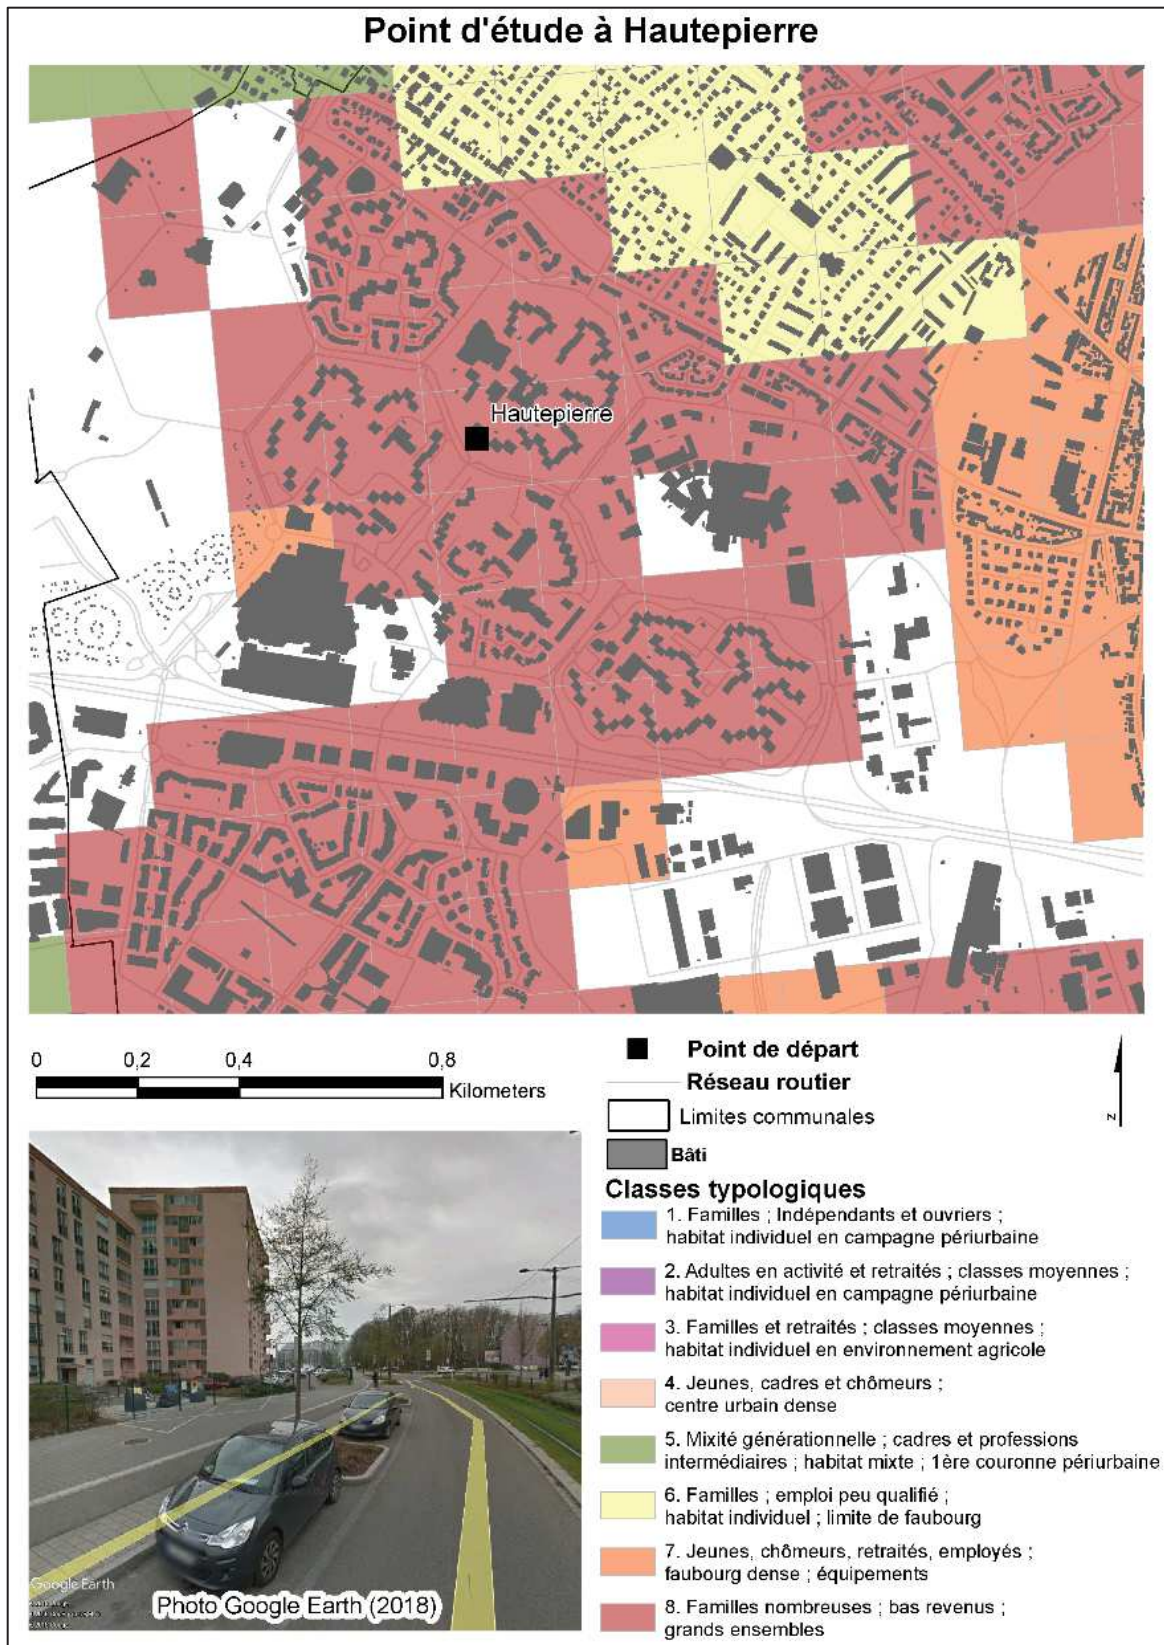 Point d'étude à Hautepierre
Hautepierre
0 0,2 0,4 0,8
Kilometers
Point de départ
Réseau routier
Limites communales
Bâti
N
Classes typologiques
1. Familles ; Indépendants et ouvriers ;
habitat individuel en campagne périurbaine
2. Adultes en activité et retraités ; classes moyennes ;
habitat individuel en campagne périurbaine
3. Familles et retraités ; classes moyennes ;
habitat individuel en environnement agricole
4. Jeunes, cadres et chômeurs ;
centre urbain dense
5. Mixité générationnelle ; cadres et professions
intermédiaires ; habitat mixte ; 1ère couronne périurbaine
6. Familles ; emploi peu qualifié ;
habitat individuel ; limite de faubourg
7. Jeunes, chômeurs, retraités, employés ;
faubourg dense ; équipements
8. Familles nombreuses ; bas revenus ;
grands ensembles
Google Earth
Photo Google Earth (2018)